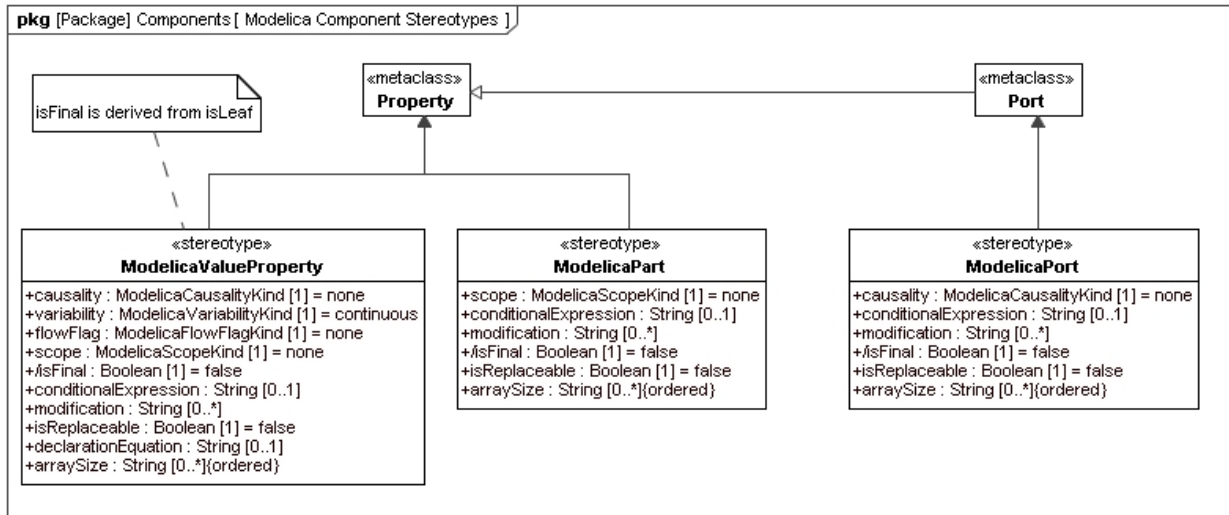 pkg [Package] Components [ Modelica Component Stereotypes ]
isFinal is derived from isLeaf
«metaclass»
Property
«metaclass»
Port
«stereotype»
ModelicaValueProperty
+causality : ModelicaCausalityKind [1] = none
+variability : ModelicaVariabilityKind [1] = continuous
+flowFlag : ModelicaFlowFlagKind [1] = none
+scope : ModelicaScopeKind [1] = none
+/isFinal : Boolean [1] = false
+conditionalExpression : String [0..1]
+modification : String [0..*]
+isReplaceable : Boolean [1] = false
+declarationEquation : String [0..1]
+arraySize : String [0..*]{ordered}
«stereotype»
ModelicaPart
+scope : ModelicaScopeKind [1] = none
+conditionalExpression : String [0..1]
+modification : String [0..*]
+/isFinal : Boolean [1] = false
+isReplaceable : Boolean [1] = false
+arraySize : String [0..*]{ordered}
«stereotype»
ModelicaPort
+causality : ModelicaCausalityKind [1] = none
+conditionalExpression : String [0..1]
+modification : String [0..*]
+/isFinal : Boolean [1] = false
+isReplaceable : Boolean [1] = false
+arraySize : String [0..*]{ordered}